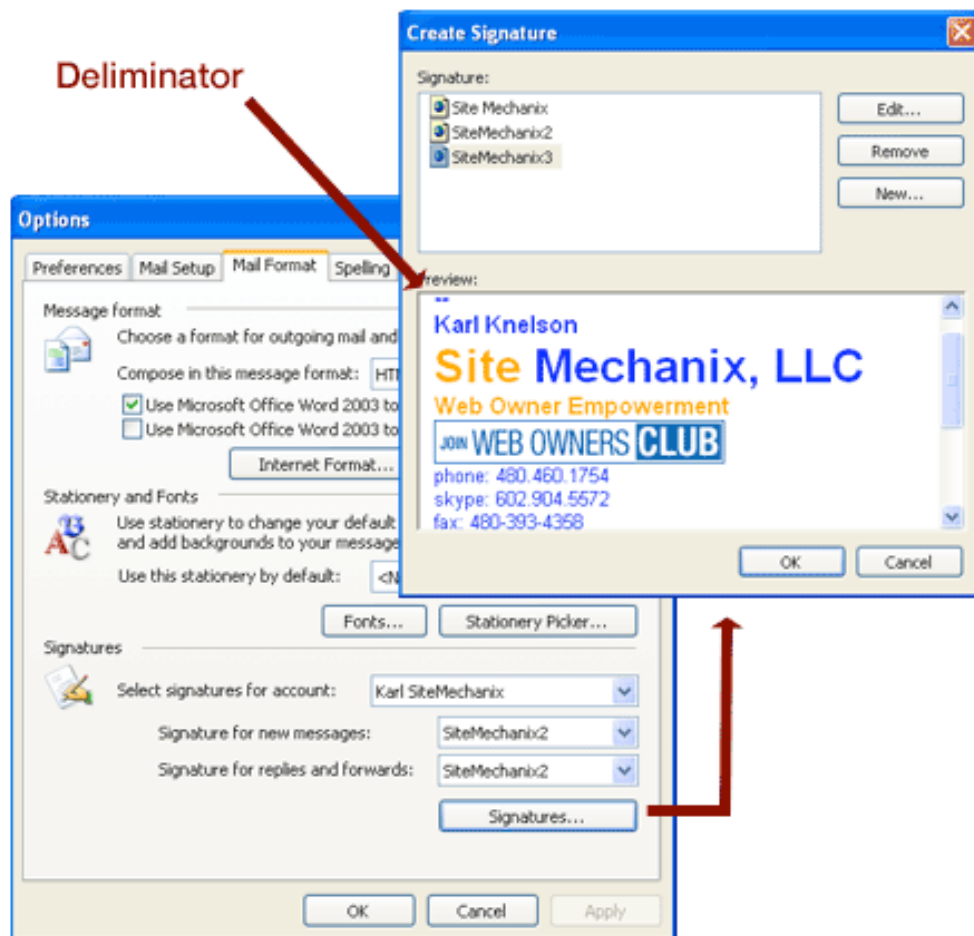 Deliminator
Create Signature
Signature:
Site Mechanix
SiteMechanix2
SiteMechanix3
Edit...
Remove
New...
Preview:
--
Karl Knelson
Site Mechanix, LLC
Web Owner Empowerment
JOIN WEB OWNERS CLUB
phone: 480.460.1754
skype: 602.904.5572
fax: 480-393-4358
OK Cancel
Options
Preferences Mail Setup Mail Format Spelling
Message format
Choose a format for outgoing mail and
Compose in this message format: HT
Use Microsoft Office Word 2003 to
Use Microsoft Office Word 2003 to
Internet Format...
Stationery and Fonts
Use stationery to change your default
and add backgrounds to your message
Use this stationery by default: <N
Fonts... Stationery Picker...
Signatures
Select signatures for account: Karl SiteMechanix
Signature for new messages: SiteMechanix2
Signature for replies and forwards: SiteMechanix2
Signatures...
OK Cancel Apply